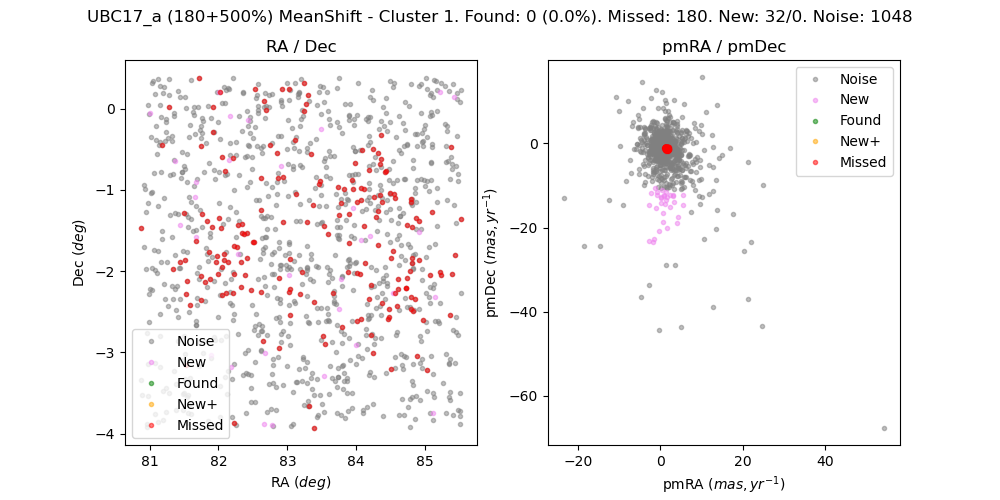 UBC17_a (180+500%) MeanShift - Cluster 1. Found: 0 (0.0%). Missed: 180. New: 32/0. Noise: 1048
RA / Dec
0
−1
−2
−3
−4
Dec (deg)
Noise
New
Found
New+
Missed
81
82
83
84
85
RA (deg)
pmRA / pmDec
0
−20
−40
−60
pmDec (mas, yr⁻¹)
Noise
New
Found
New+
Missed
−20
0
20
40
pmRA (mas, yr⁻¹)